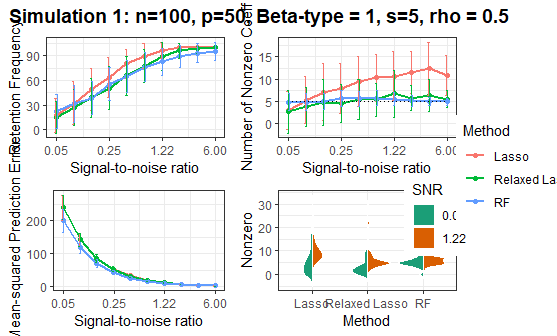 Simulation 1: n=100, p=50
Beta-type = 1, s=5, rho = 0.5
Retention Frequency
90
60
30
0
0.05
0.25
1.22
6.00
Signal-to-noise ratio
Number of Nonzero Coeff
15
10
5
0
0.05
0.25
1.22
6.00
Signal-to-noise ratio
Method
Lasso
Relaxed La
RF
Mean-squared Prediction Err
200
100
0
0.05
0.25
1.22
6.00
Signal-to-noise ratio
Nonzero
30
20
10
0
Lasso
Relaxed Lasso
RF
Method
SNR
0.0
1.22